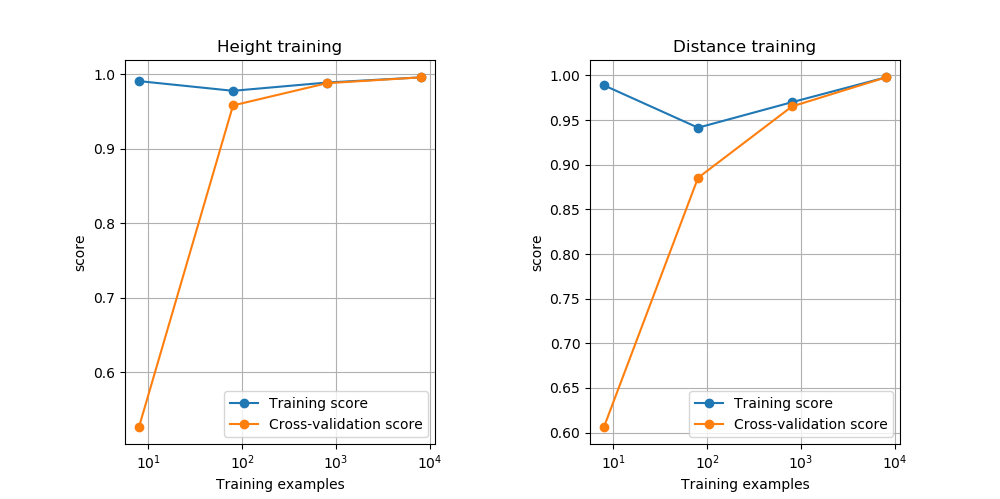 Height training
1.0
0.9
0.8
0.7
0.6
score
10¹
10²
10³
10⁴
Training examples
Training score
Cross-validation score
Distance training
1.00
0.95
0.90
0.85
0.80
0.75
0.70
0.65
0.60
score
10¹
10²
10³
10⁴
Training examples
Training score
Cross-validation score